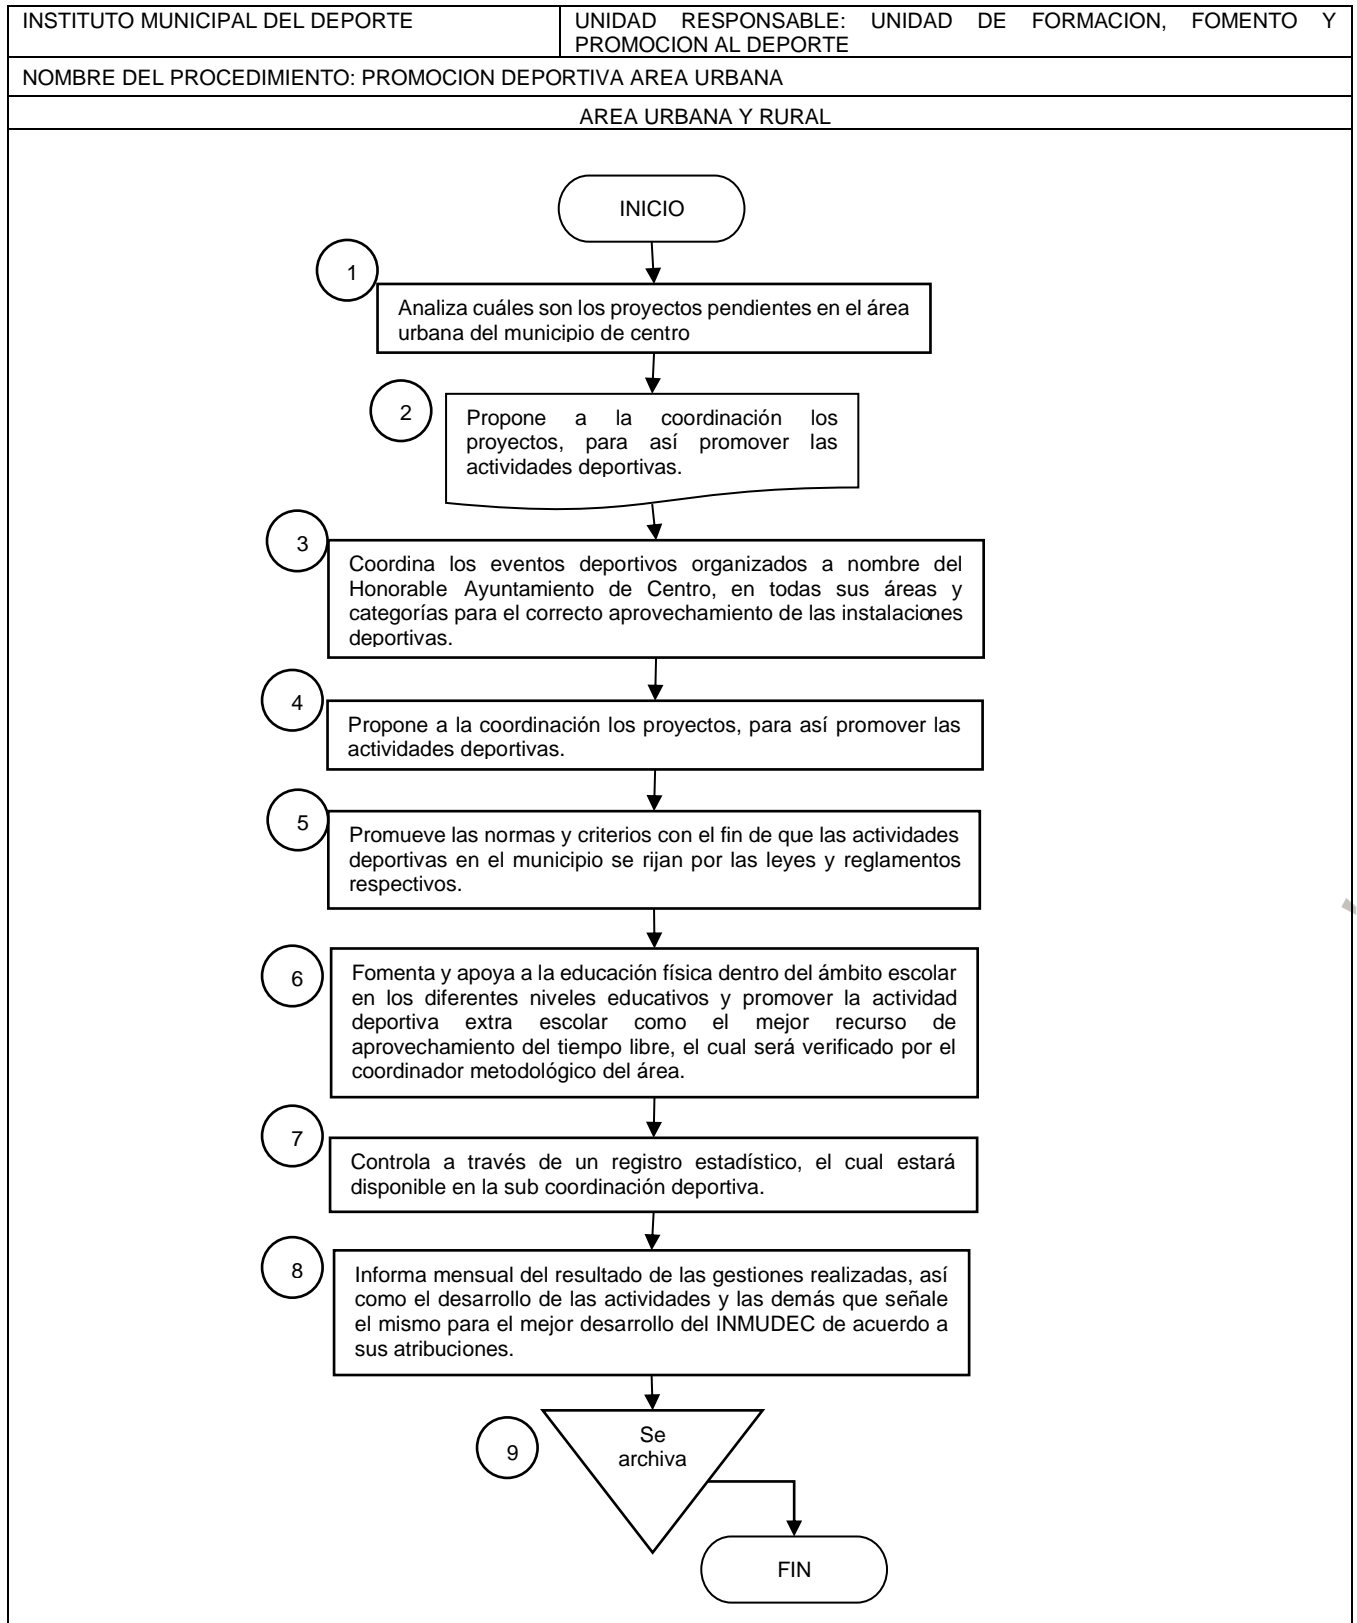 INSTITUTO MUNICIPAL DEL DEPORTE
UNIDAD RESPONSABLE: UNIDAD DE FORMACION, FOMENTO Y
PROMOCION AL DEPORTE
NOMBRE DEL PROCEDIMIENTO: PROMOCION DEPORTIVA AREA URBANA
AREA URBANA Y RURAL
INICIO
1
Analiza cuáles son los proyectos pendientes en el área
urbana del municipio de centro
2
Propone a la coordinación los
proyectos, para así promover las
actividades deportivas.
3
Coordina los eventos deportivos organizados a nombre del
Honorable Ayuntamiento de Centro, en todas sus áreas y
categorías para el correcto aprovechamiento de las instalaciones
deportivas.
4
Propone a la coordinación los proyectos, para así promover las
actividades deportivas.
5
Promueve las normas y criterios con el fin de que las actividades
deportivas en el municipio se rijan por las leyes y reglamentos
respectivos.
6
Fomenta y apoya a la educación física dentro del ámbito escolar
en los diferentes niveles educativos y promover la actividad
deportiva extra escolar como el mejor recurso de
aprovechamiento del tiempo libre, el cual será verificado por el
coordinador metodológico del área.
7
Controla a través de un registro estadístico, el cual estará
disponible en la sub coordinación deportiva.
8
Informa mensual del resultado de las gestiones realizadas, así
como el desarrollo de las actividades y las demás que señale
el mismo para el mejor desarrollo del INMUDEC de acuerdo a
sus atribuciones.
9
Se
archiva
FIN